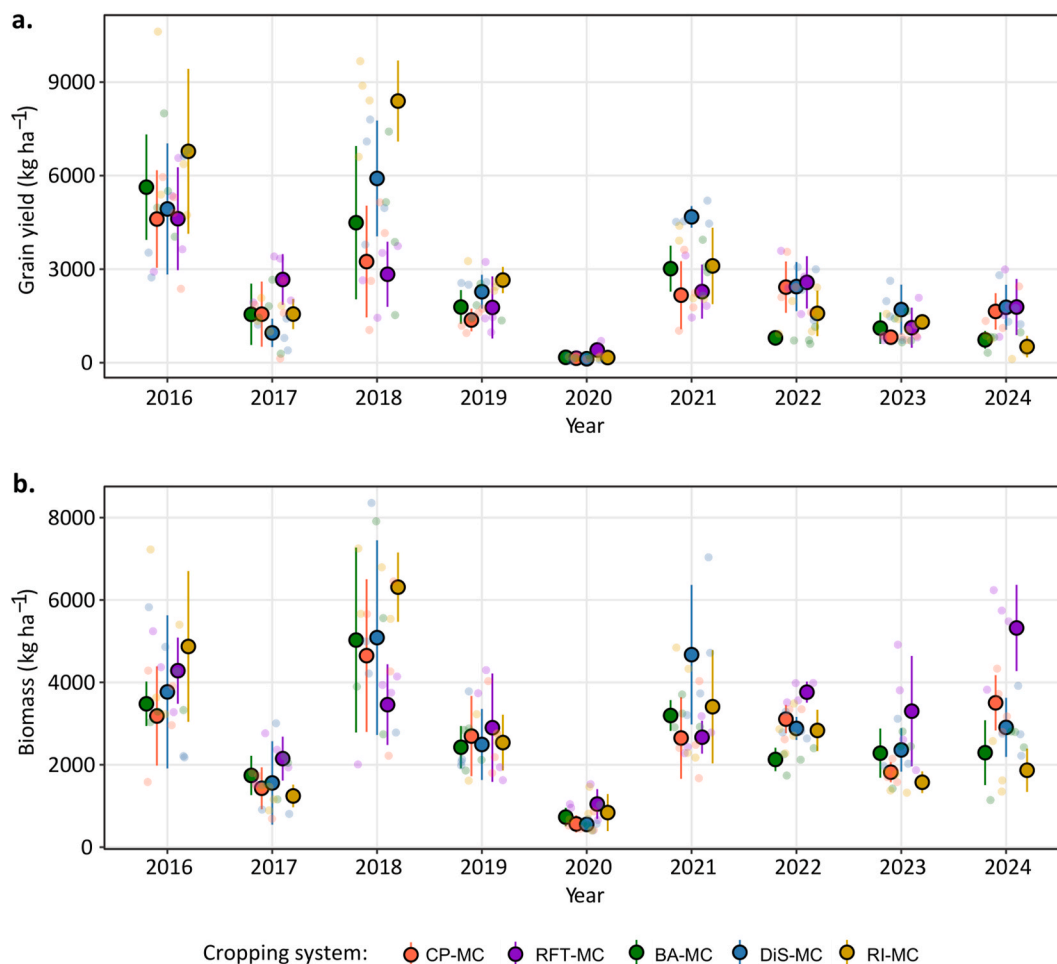 a.
Grain yield (kg ha⁻¹)
9000
6000
3000
0
2016 2017 2018 2019 2020 2021 2022 2023 2024
Year
b.
Biomass (kg ha⁻¹)
8000
6000
4000
2000
0
2016 2017 2018 2019 2020 2021 2022 2023 2024
Year
Cropping system: CP-MC RFT-MC BA-MC DiS-MC RI-MC